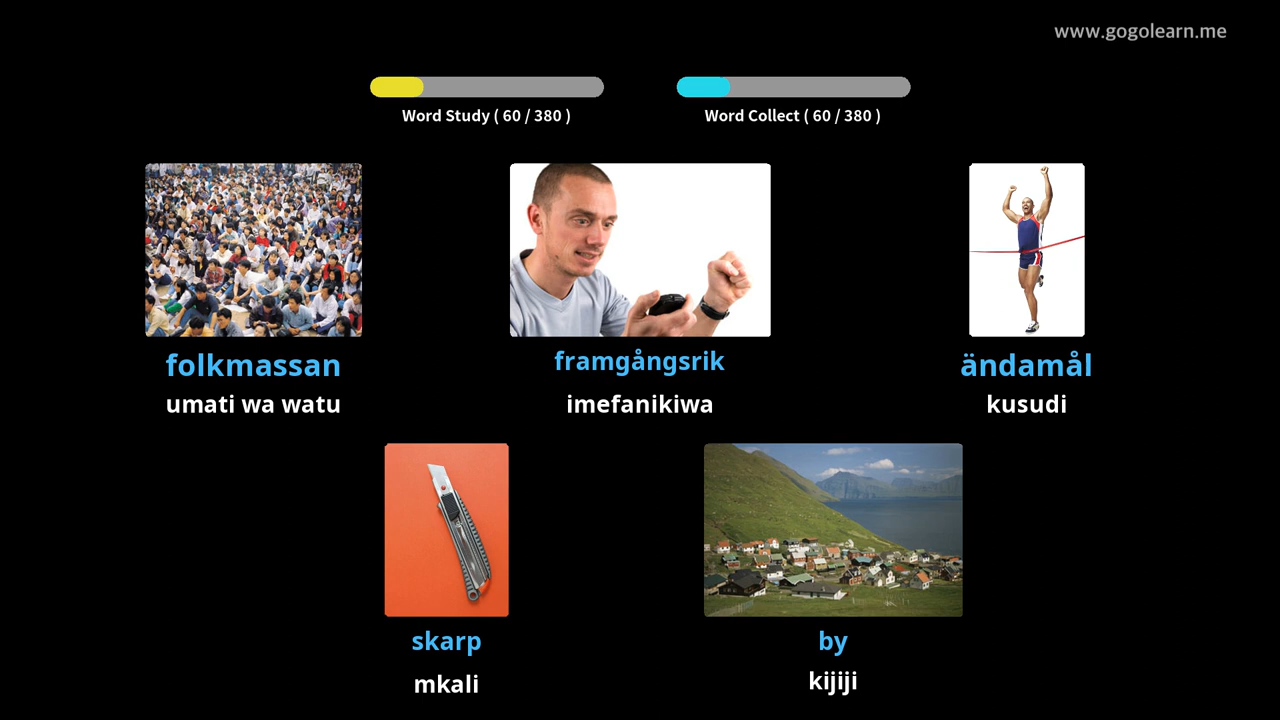 www.gogolearn.me
Word Study ( 60 / 380 )
Word Collect ( 60 / 380 )
folkmassan
umati wa watu
framgångsrik
imefanikiwa
ändamål
kusudi
skarp
mkali
by
kijiji